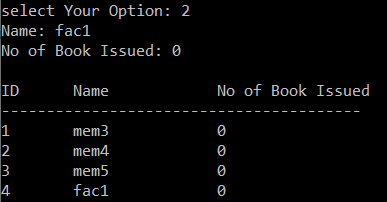 select Your Option: 2
Name: fac1
No of Book Issued: 0
ID Name No of Book Issued
----------------------------------------
1 mem3 0
2 mem4 0
3 mem5 0
4 fac1 0